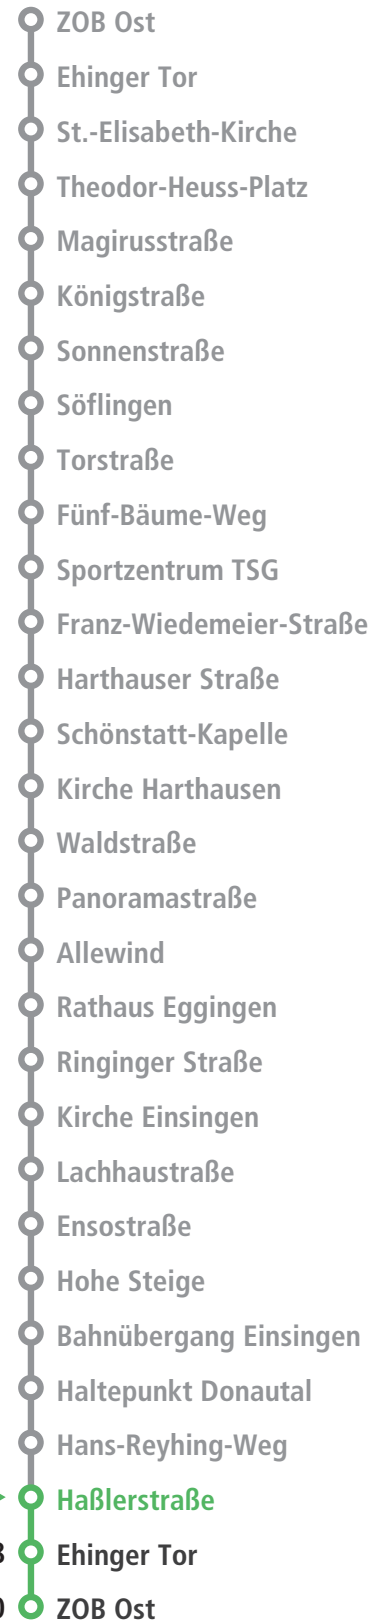 ZOB Ost
Ehinger Tor
St.-Elisabeth-Kirche
Theodor-Heuss-Platz
Magirusstraße
Königstraße
Sonnenstraße
Söflingen
Torstraße
Fünf-Bäume-Weg
Sportzentrum TSG
Franz-Wiedemeier-Straße
Harthauser Straße
Schönstatt-Kapelle
Kirche Harthausen
Waldstraße
Panoramastraße
Allewind
Rathaus Eggingen
Ringinger Straße
Kirche Einsingen
Lachhaustraße
Ensostraße
Hohe Steige
Bahnübergang Einsingen
Haltepunkt Donautal
Hans-Reyhing-Weg
Haßlerstraße
Ehinger Tor
ZOB Ost